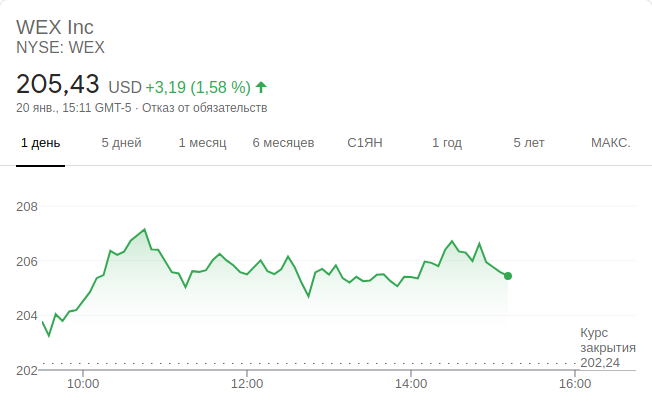 WEX Inc
NYSE: WEX
205,43 USD +3,19 (1,58 %)
20 янв., 15:11 GMT-5 · Отказ от обязательств
1 день 5 дней 1 месяц 6 месяцев С1ЯН 1 год 5 лет МАКС.
208
206
204
202
Курс
закрытия
202,24
10:00 12:00 14:00 16:00